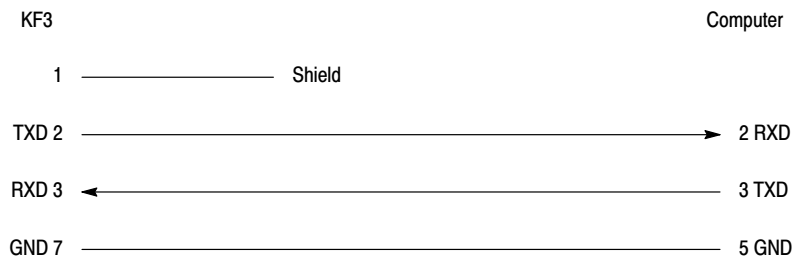 KF3 Computer
1 Shield
TXD 2 2 RXD
RXD 3 3 TXD
GND 7 5 GND